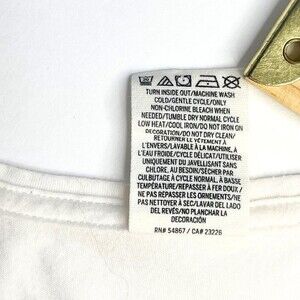 TURN INSIDE OUT/MACHINE WASH
COLD/GENTLE CYCLE/ONLY
NON-CHLORINE BLEACH WHEN
NEEDED/TUMBLE DRY NORMAL CYCLE
LOW HEAT/COOL IRON/DO NOT IRON
DECORATION/DO NOT DRY CLEAN/
RETOURNER LE VÊTEMENT À
L'ENVERS/LAVABLE À LA MACHINE, À
L'EAU FROIDE/CYCLE DÉLICAT/UTILISER
UNIQUEMENT DU JAVELLISANT SANS
CHLORE, AU BESOIN/SÉCHER PAR
CULBUTAGE À CYCLE NORMAL, À BASSE
TEMPÉRATURE/REPASSER À FER DOUX/
NE PAS REPASSER LES ORNEMENTS/NE
PAS NETTOYER À SEC/LAVAR DEL LADO
DEL REVÉS/NO PLANCHAR LA
DECORACIÓN
RN# 54867 / CA# 23226